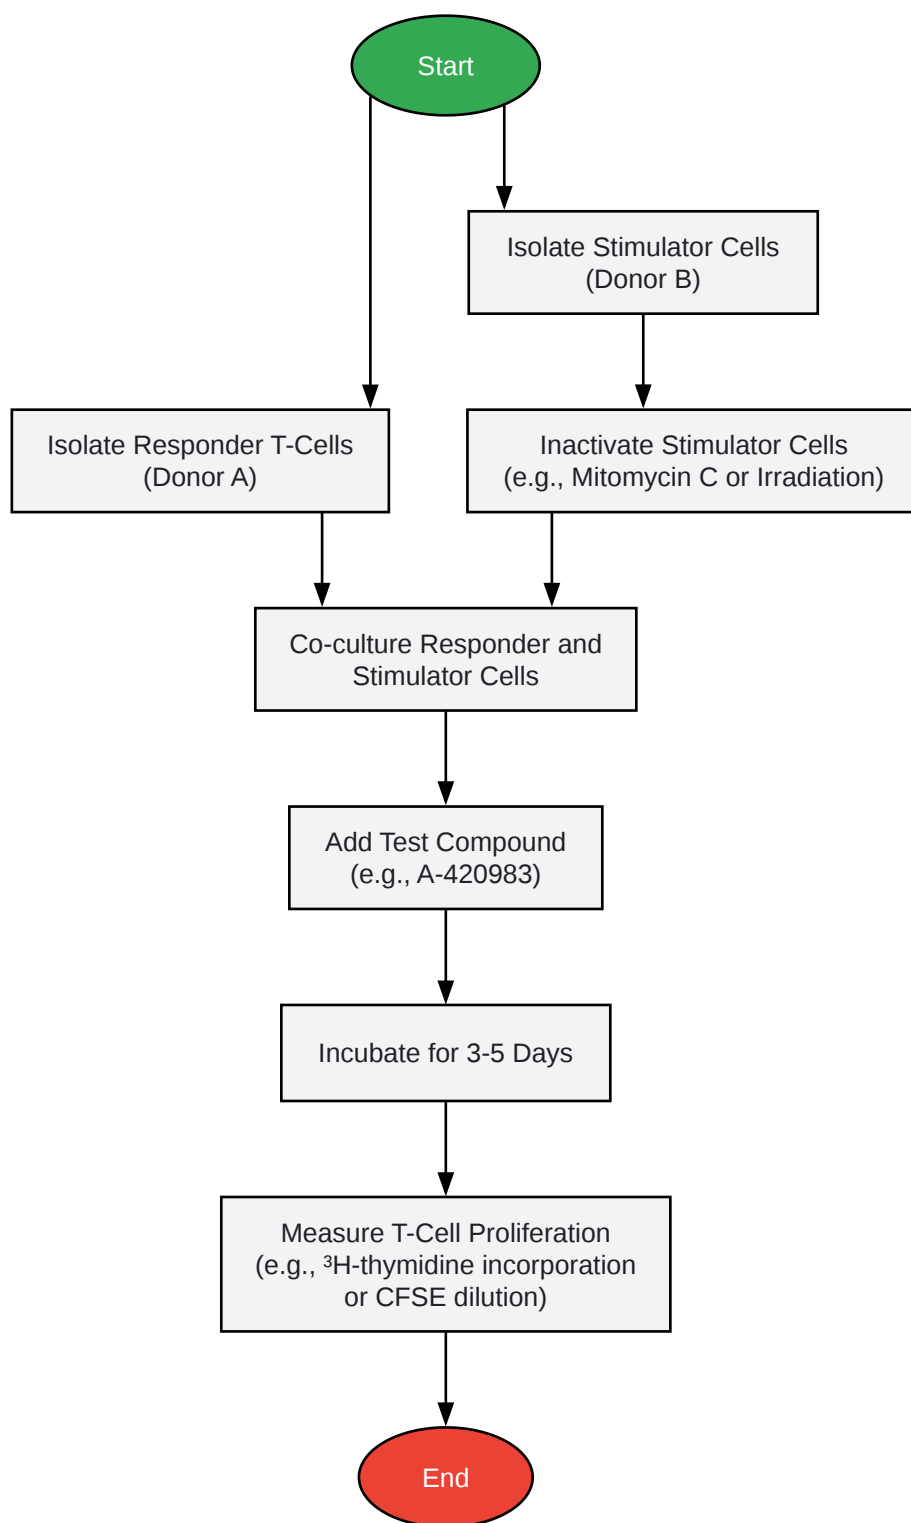 Start
Isolate Stimulator Cells
(Donor B)
Isolate Responder T-Cells
(Donor A)
Inactivate Stimulator Cells
(e.g., Mitomycin C or Irradiation)
Co-culture Responder and
Stimulator Cells
Add Test Compound
(e.g., A-420983)
Incubate for 3-5 Days
Measure T-Cell Proliferation
(e.g., ³H-thymidine incorporation
or CFSE dilution)
End